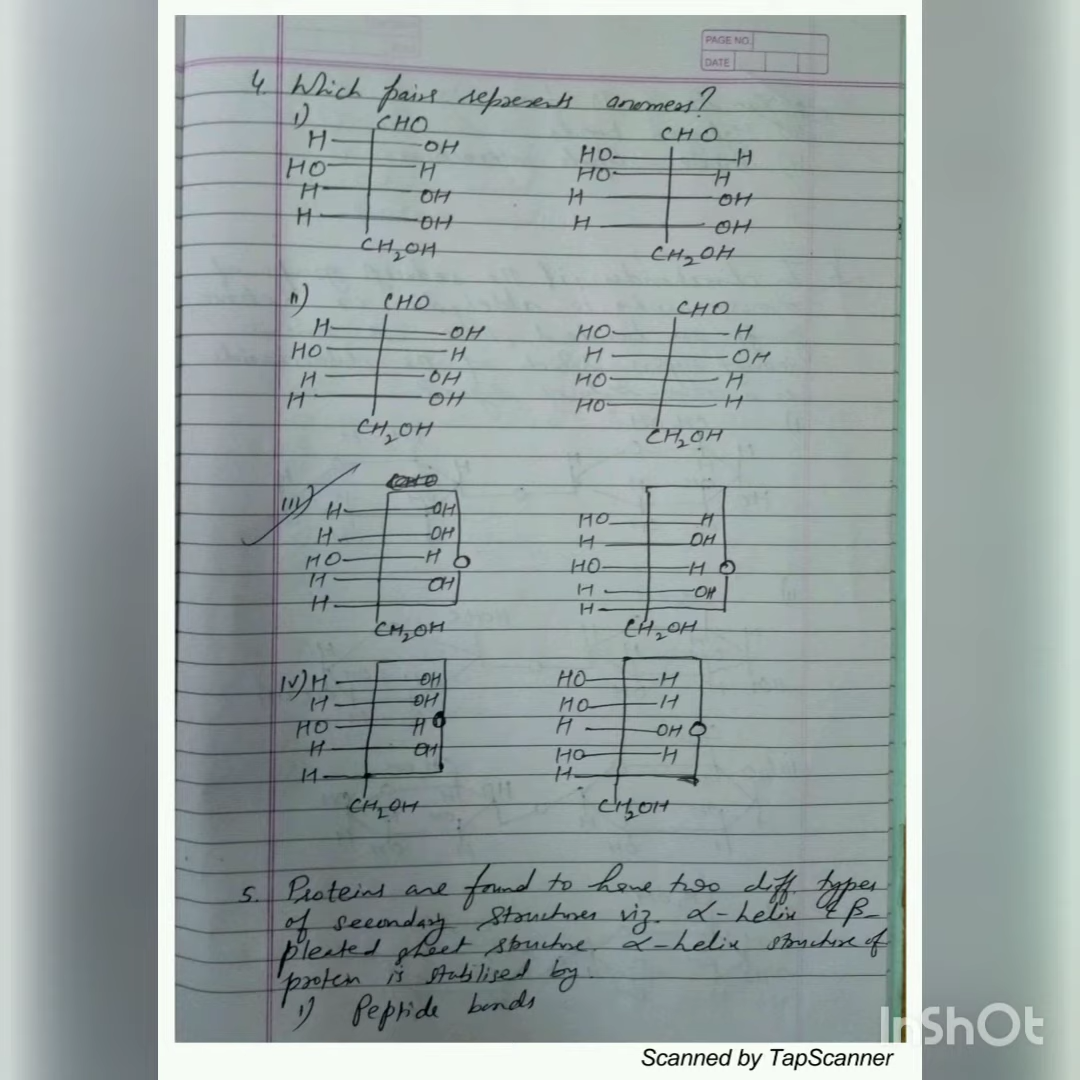 PAGE NO.
DATE
4. Which pairs represents anomers?
i)
CHO CHO
H OH HO H
HO H HO H
H OH H OH
H OH H OH
CH2OH CH2OH
ii) CHO CHO
H OH HO H
HO H H OH
H OH HO H
H OH HO H
CH2OH CH2OH
CHO
iii) H OH HO H
H OH H OH
HO H O HO H O
H OH H OH
H H
CH2OH CH2OH
iv) H OH HO H
H OH HO H
HO H O H OH O
H OH HO H
H H
CH2OH CH2OH
5. Proteins are found to have two diff. types
of secondary structures viz. α-helix & β-
pleated sheet structure. α-helix structure of
protein is stabilised by.
i) Peptide bonds
InShOt
Scanned by TapScanner